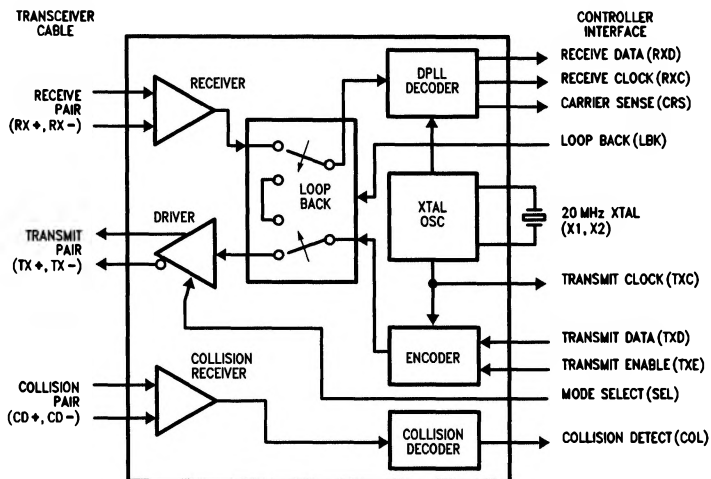 TRANSCEIVER
CABLE
CONTROLLER
INTERFACE
RECEIVER
DPLL
DECODER
RECEIVE DATA (RXD)
RECEIVE CLOCK (RXC)
CARRIER SENSE (CRS)
RECEIVE
PAIR
(RX+, RX-)
LOOP
BACK
LOOP BACK (LBK)
XTAL
OSC
20 MHz XTAL
(X1, X2)
DRIVER
TRANSMIT
PAIR
(TX+, TX-)
TRANSMIT CLOCK (TXC)
ENCODER
TRANSMIT DATA (TXD)
TRANSMIT ENABLE (TXE)
MODE SELECT (SEL)
COLLISION
RECEIVER
COLLISION
PAIR
(CD+, CD-)
COLLISION
DECODER
COLLISION DETECT (COL)